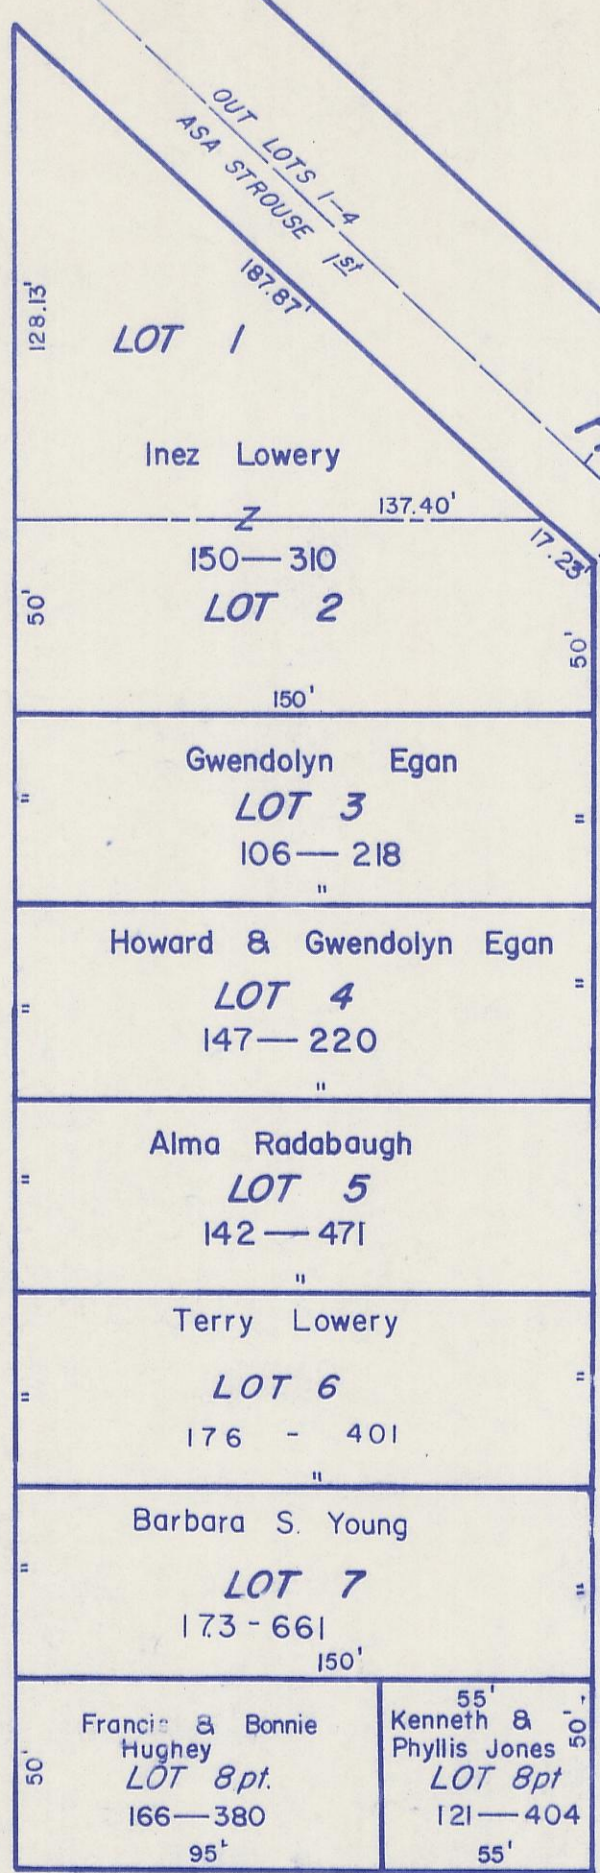 OUT LOTS 1-4
ASA STROUSE 1st
187.87'
128.13'
LOT 1
Inez Lowery
137.40'
Z
17.23'
150—310
LOT 2
50'
50'
150'
Gwendolyn Egan
LOT 3
" "
106—218
"
Howard & Gwendolyn Egan
LOT 4
" "
147—220
"
Alma Radabaugh
LOT 5
"
142—471
"
Terry Lowery
LOT 6
" "
176 - 401
"
Barbara S. Young
LOT 7
" "
173-661
150'
Francis & Bonnie
Hughey
LOT 8pt.
50'
166—380
95'
55'
Kenneth &
Phyllis Jones
50'
LOT 8pt
121—404
55'